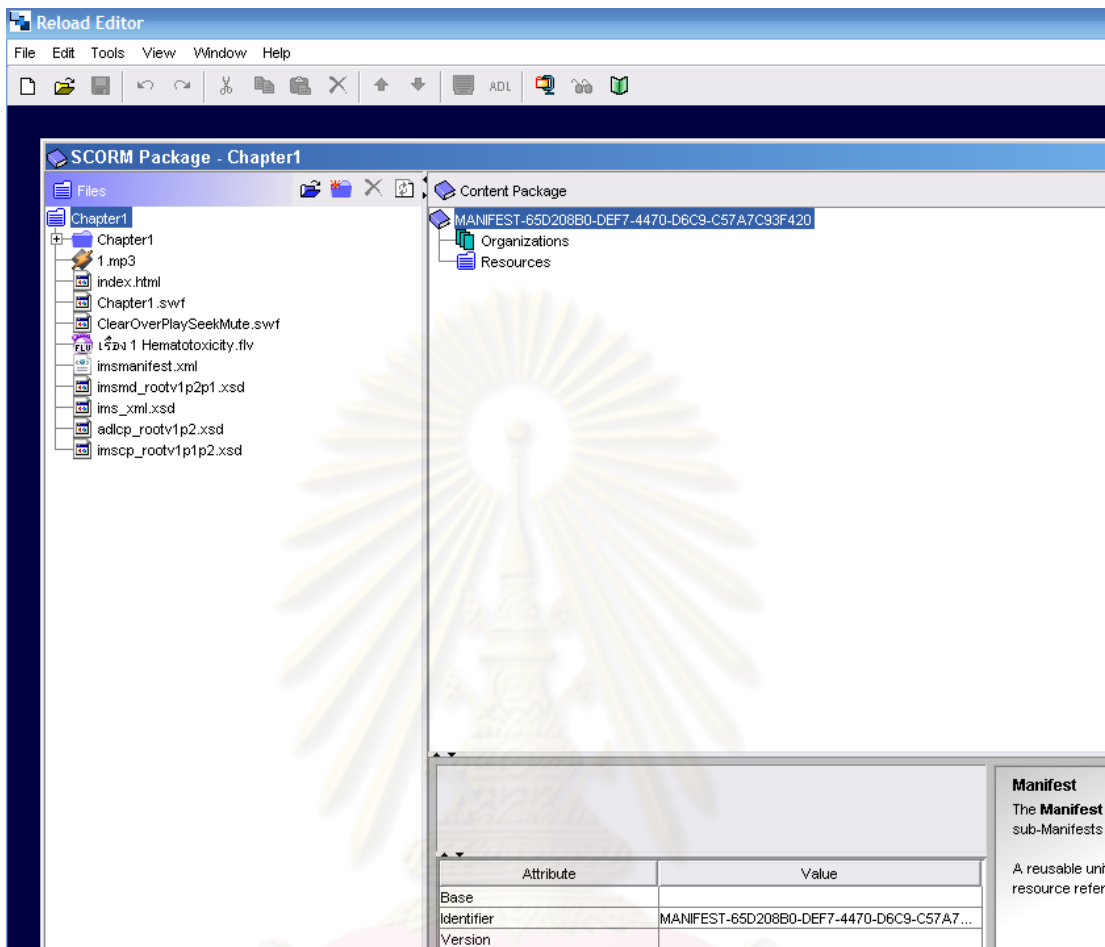 Reload Editor
File Edit Tools View Window Help
ADL
SCORM Package - Chapter1
Files
Content Package
Chapter1
Chapter1
1.mp3
index.html
Chapter1.swf
ClearOverPlaySeekMute.swf
FLV เรื่อง 1 Hematotoxicity.flv
imsmanifest.xml
imsmd_rootv1p2p1.xsd
ims_xml.xsd
adlcp_rootv1p2.xsd
imscp_rootv1p1p2.xsd
MANIFEST-65D208B0-DEF7-4470-D6C9-C57A7C93F420
Organizations
Resources
Manifest
The Manifest
sub-Manifests
A reusable uni
resource refer
Attribute Value
Base
Identifier MANIFEST-65D208B0-DEF7-4470-D6C9-C57A7...
Version